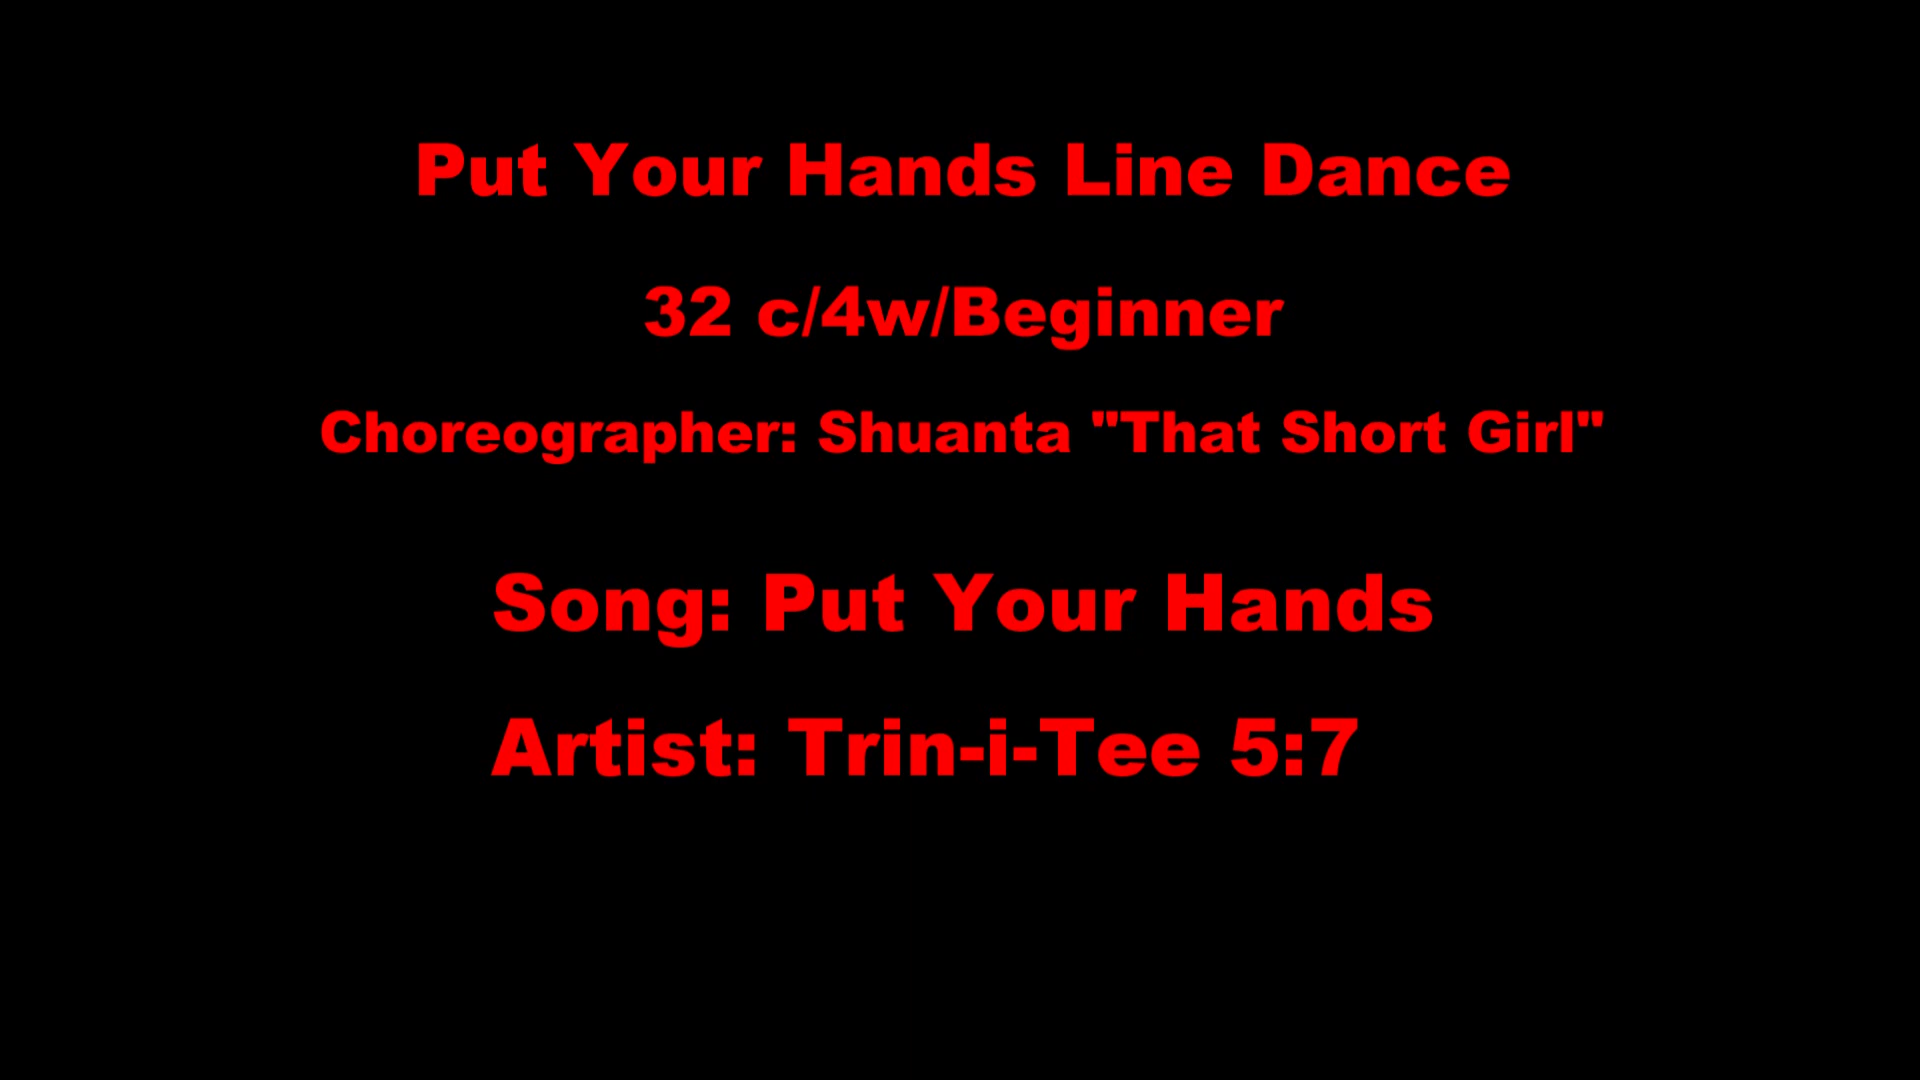 Put Your Hands Line Dance
32 c/4w/Beginner
Choreographer: Shuanta "That Short Girl"
Song: Put Your Hands
Artist: Trin-i-Tee 5:7